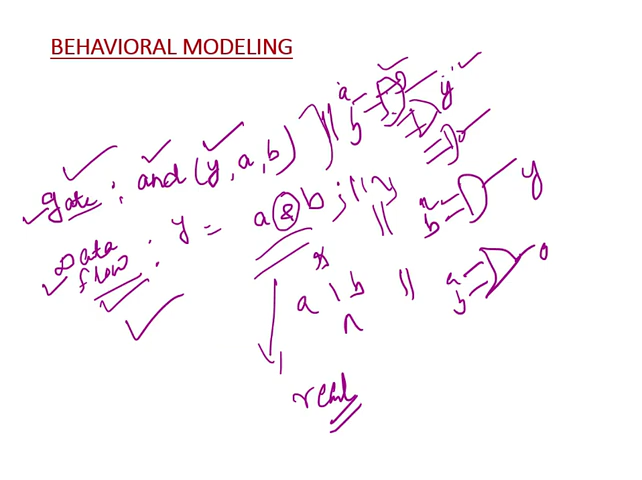 BEHAVIORAL MODELING
gate : and (y, a, b) } // a b y
Data flow : y = a & b ; // a b y
a | b // a b o